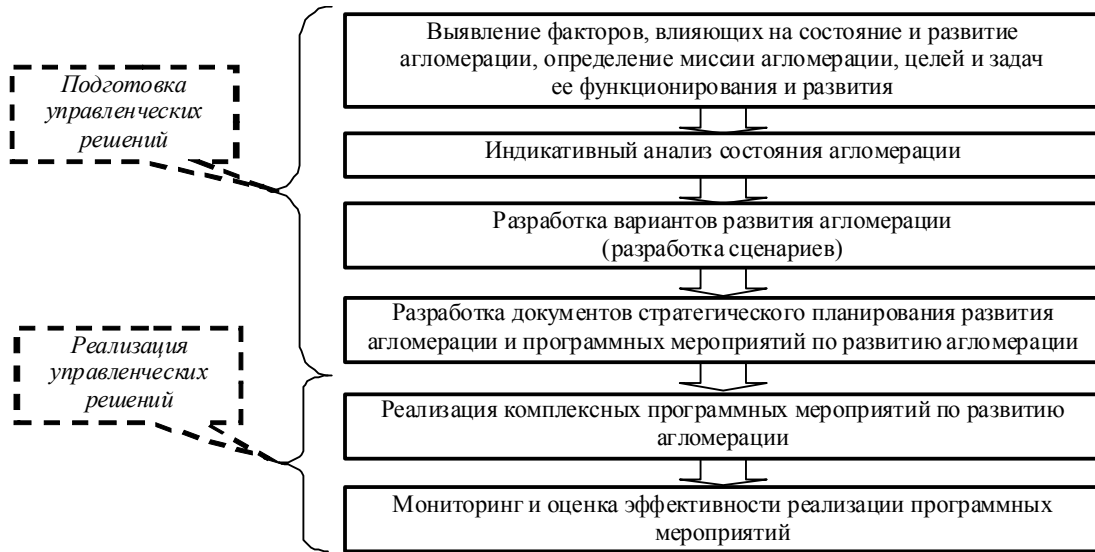 Подготовка
управленческих
решений
Реализация
управленческих
решений
Выявление факторов, влияющих на состояние и развитие
агломерации, определение миссии агломерации, целей и задач
ее функционирования и развития
Индикативный анализ состояния агломерации
Разработка вариантов развития агломерации
(разработка сценариев)
Разработка документов стратегического планирования развития
агломерации и программных мероприятий по развитию агломерации
Реализация комплексных программных мероприятий по развитию
агломерации
Мониторинг и оценка эффективности реализации программных
мероприятий